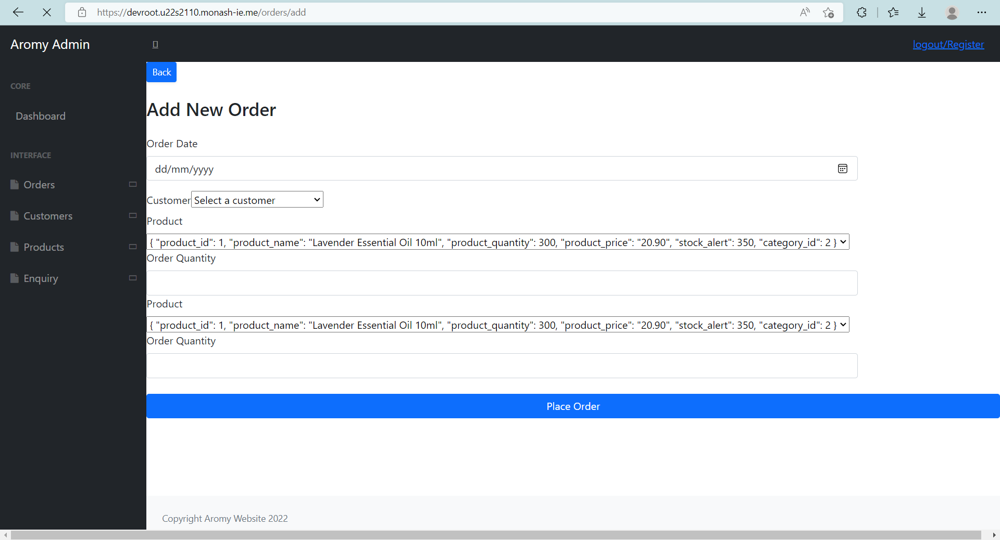 https://devroot.u22s2110.monash-ie.me/orders/add
Aromy Admin
logout/Register
Back
CORE
Add New Order
Dashboard
Order Date
INTERFACE
dd/mm/yyyy
Orders
Customer Select a customer
Customers
Product
{ "product_id": 1, "product_name": "Lavender Essential Oil 10ml", "product_quantity": 300, "product_price": "20.90", "stock_alert": 350, "category_id": 2 }
Products
Order Quantity
Enquiry
Product
{ "product_id": 1, "product_name": "Lavender Essential Oil 10ml", "product_quantity": 300, "product_price": "20.90", "stock_alert": 350, "category_id": 2 }
Order Quantity
Place Order
Copyright Aromy Website 2022